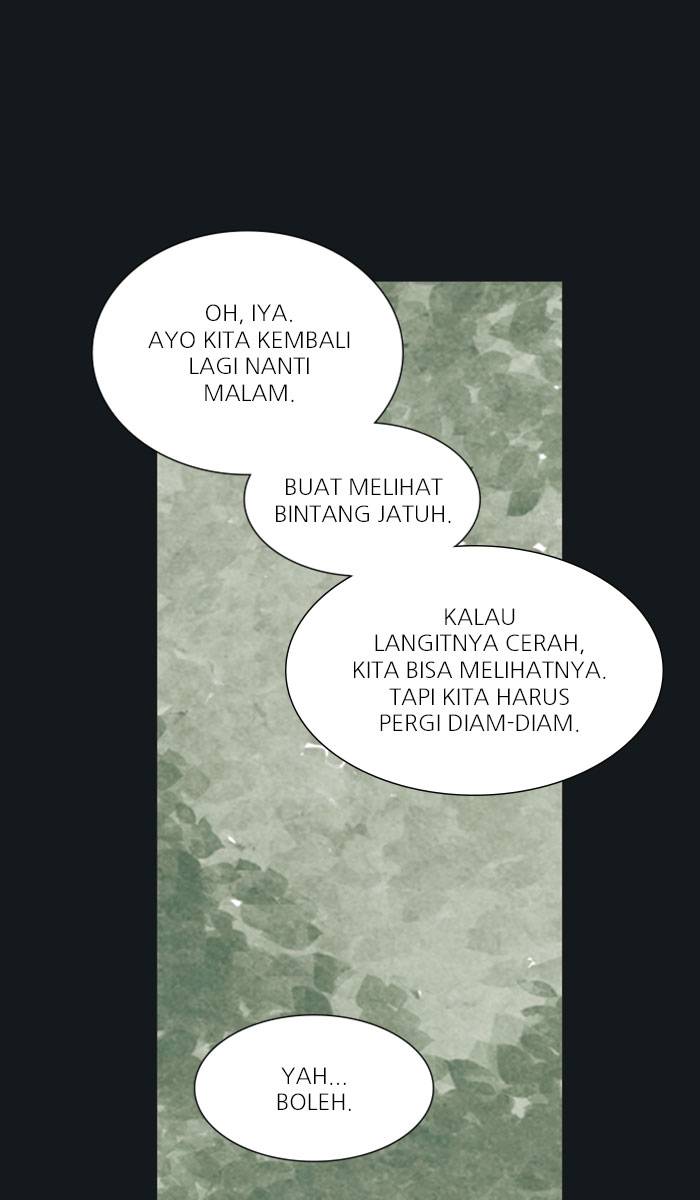 OH, IYA.
AYO KITA KEMBALI
LAGI NANTI
MALAM.
BUAT MELIHAT
BINTANG JATUH.
KALAU
LANGITNYA CERAH,
KITA BISA MELIHATNYA.
TAPI KITA HARUS
PERGI DIAM-DIAM.
YAH...
BOLEH.